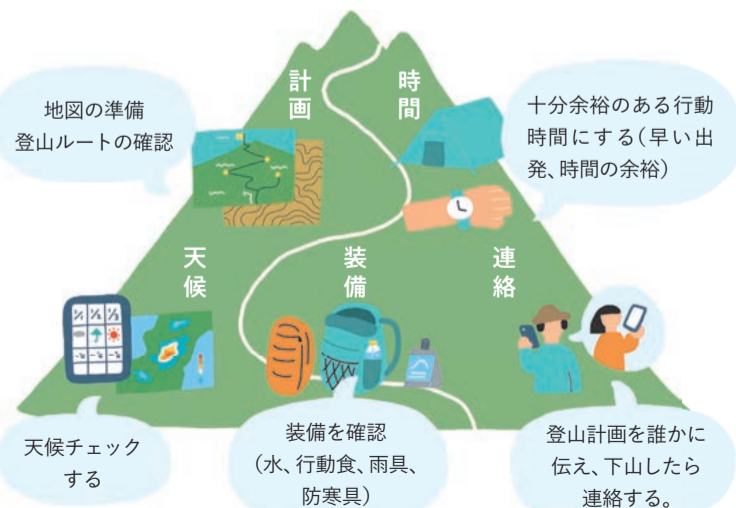 計画
時間
地図の準備
登山ルートの確認
十分余裕のある行動
時間にする(早い出
発、時間の余裕)
天候
装備
連絡
天候チェック
する
装備を確認
(水、行動食、雨具、
防寒具)
登山計画を誰かに
伝え、下山したら
連絡する。